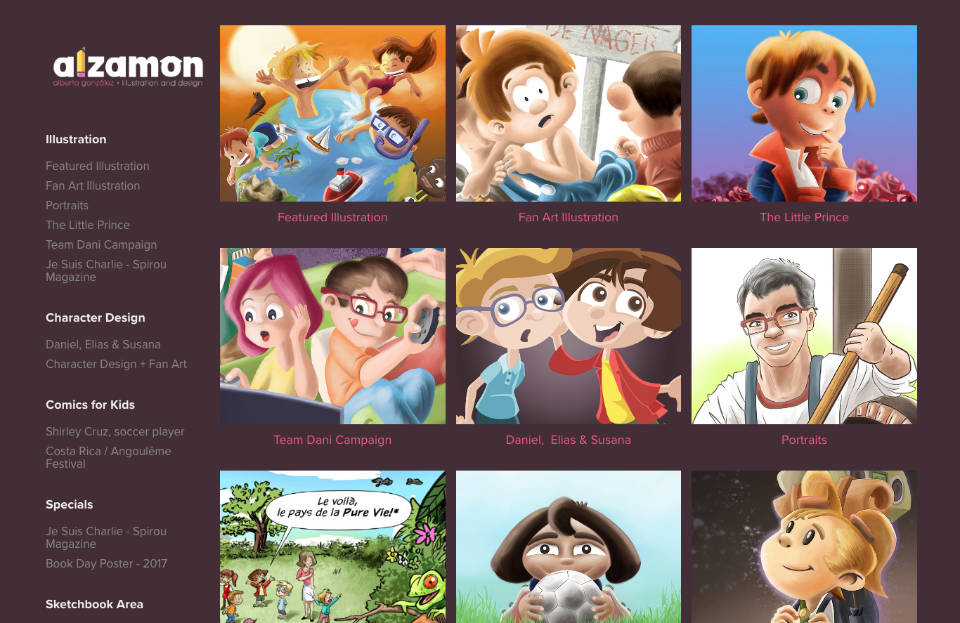 alzamon
alberto gonzález • illustration and design
Illustration
Featured Illustration
Fan Art Illustration
Portraits
The Little Prince
Team Dani Campaign
Je Suis Charlie - Spirou
Magazine
Character Design
Daniel, Elias & Susana
Character Design + Fan Art
Comics for Kids
Shirley Cruz, soccer player
Costa Rica / Angoulème
Festival
Specials
Je Suis Charlie - Spirou
Magazine
Book Day Poster - 2017
Sketchbook Area
DE NAGER
Featured Illustration
Fan Art Illustration
The Little Prince
Team Dani Campaign
Daniel, Elias & Susana
Portraits
Le voilà,
le pays de la Pure Vie!*